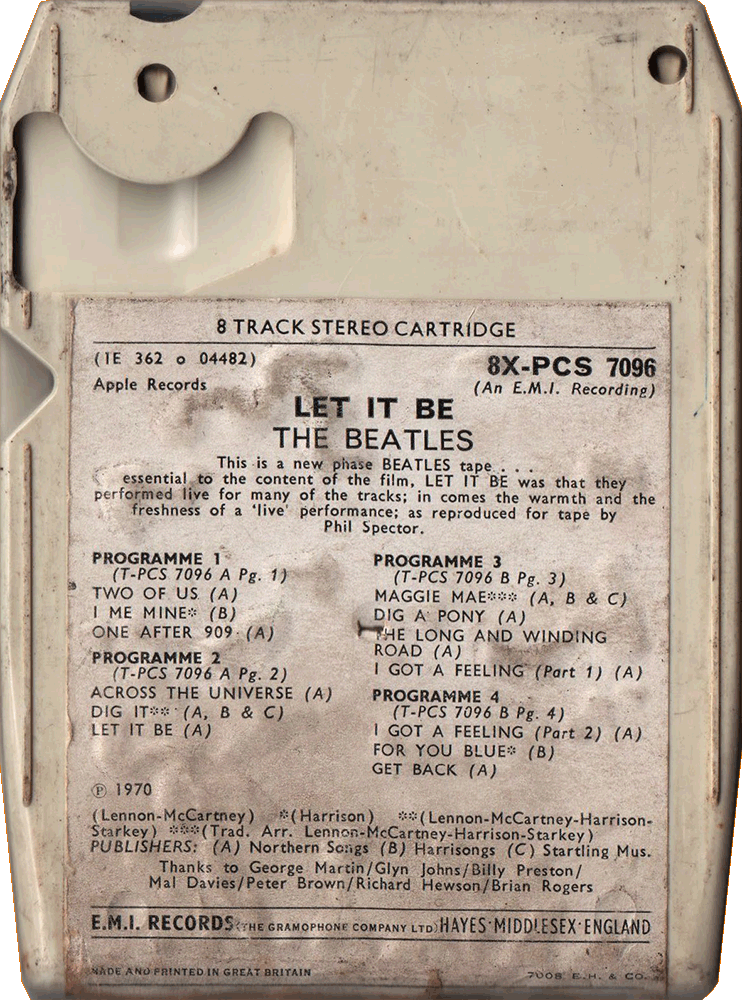 8 TRACK STEREO CARTRIDGE
(IE 362 o 04482)
8X-PCS 7096
Apple Records
(An E.M.I. Recording)
LET IT BE
THE BEATLES
This is a new phase BEATLES tape . . .
essential to the content of the film, LET IT BE was that they
performed live for many of the tracks; in comes the warmth and the
freshness of a 'live' performance; as reproduced for tape by
Phil Spector.
PROGRAMME 1
(T-PCS 7096 A Pg. 1)
TWO OF US (A)
I ME MINE* (B)
ONE AFTER 909 (A)
PROGRAMME 2
(T-PCS 7096 A Pg. 2)
ACROSS THE UNIVERSE (A)
DIG IT** (A, B & C)
LET IT BE (A)
PROGRAMME 3
(T-PCS 7096 B Pg. 3)
MAGGIE MAE*** (A, B & C)
DIG A PONY (A)
THE LONG AND WINDING
ROAD (A)
I GOT A FEELING (Part 1) (A)
PROGRAMME 4
(T-PCS 7096 B Pg. 4)
I GOT A FEELING (Part 2) (A)
FOR YOU BLUE* (B)
GET BACK (A)
℗ 1970
(Lennon-McCartney) *(Harrison) **(Lennon-McCartney-Harrison-
Starkey) ***(Trad. Arr. Lennon-McCartney-Harrison-Starkey)
PUBLISHERS: (A) Northern Songs (B) Harrisongs (C) Startling Mus.
Thanks to George Martin/Glyn Johns/Billy Preston/
Mal Davies/Peter Brown/Richard Hewson/Brian Rogers
E.M.I. RECORDS (THE GRAMOPHONE COMPANY LTD) HAYES·MIDDLESEX·ENGLAND
MADE AND PRINTED IN GREAT BRITAIN
7008 E.H. & CO.